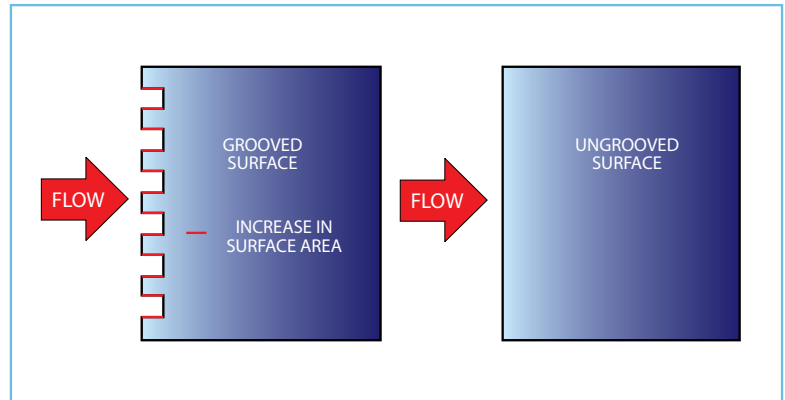 FLOW
GROOVED
SURFACE
INCREASE IN
SURFACE AREA
FLOW
UNGROOVED
SURFACE